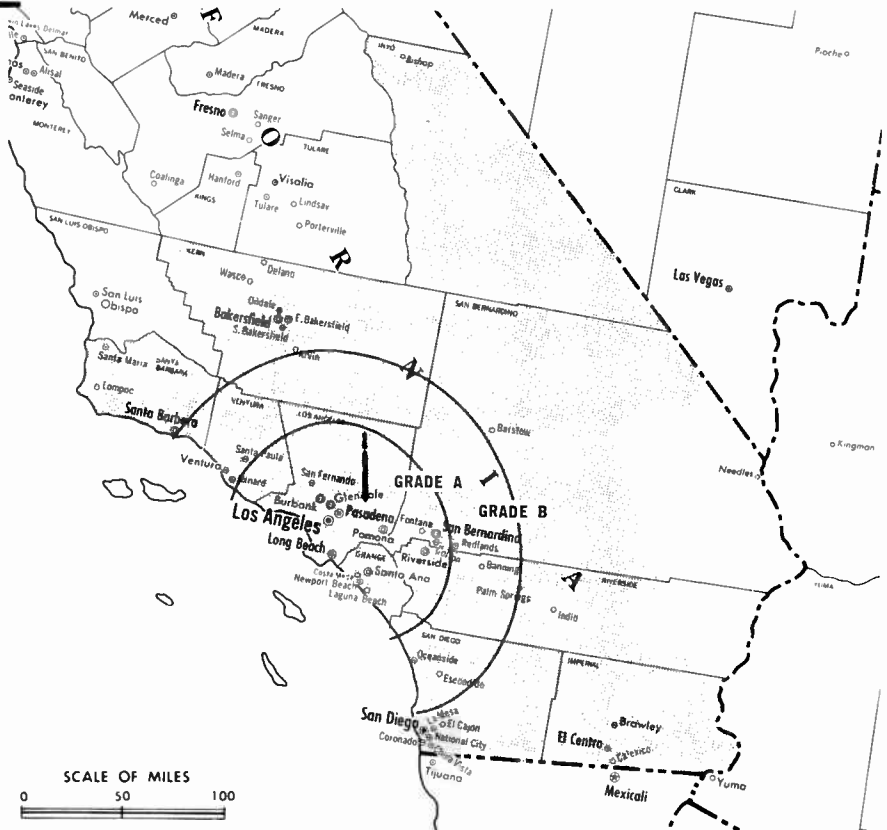 Merced
F
MADERA
SAN BENITO
INYO
Bishop
Pioche
Alisal
Madera
FRESNO
Seaside
onterey
Fresno
Sanger
MONTEREY
Selma
O
TULARE
Coalinga
Hanford
Visalia
CLARK
KINGS
Tulare
Lindsay
SAN LUIS OBISPO
Porterville
KERN
R
Wasco
Delano
Las Vegas
San Luis
Obispo
Oildale
SAN BERNARDINO
Bakersfield
E. Bakersfield
S. Bakersfield
Arvin
Santa Maria
SANTA
BARBARA
N
Lompoc
VENTURA
LOS ANGELES
Santa Barbara
Barstow
Kingman
Santa Paula
Ventura
Oxnard
San Fernando
I
Needles
GRADE A
Glendale
Burbank
GRADE B
Los Angeles
Pasadena
Fontana
San Bernardino
Pomona
Redlands
Long Beach
ORANGE
Riverside
Banning
A
RIVERSIDE
YUMA
Costa Mesa
Santa Ana
Newport Beach
Palm Springs
Laguna Beach
Indio
SAN DIEGO
Oceanside
IMPERIAL
Escondido
San Diego
La Mesa
El Cajon
Brawley
Coronado
National City
El Centro
Calexico
Chula Vista
Tijuana
Yuma
Mexicali
SCALE OF MILES
0 50 100